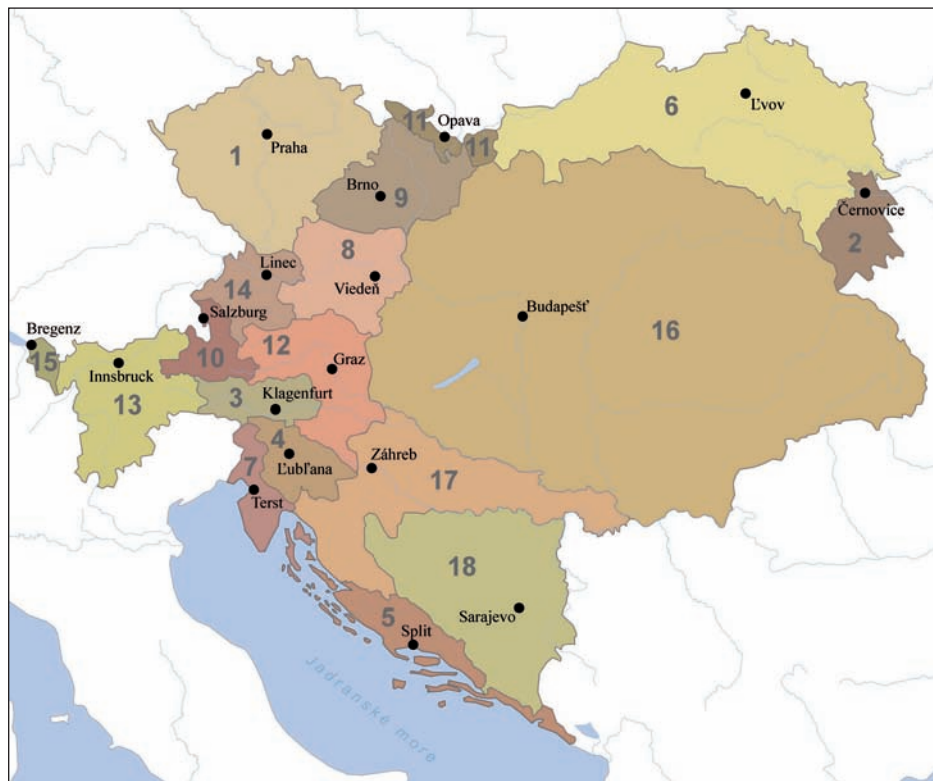 6
Ľvov
11
Opava
1
Praha
11
Brno
9
Černovice
2
8
Linec
Viedeň
14
Salzburg
Budapešť
16
Bregenz
12
15
Innsbruck
10
Graz
13
3
Klagenfurt
4
Ľubľana
Záhreb
7
17
Terst
18
5
Sarajevo
Split
Jadranské more